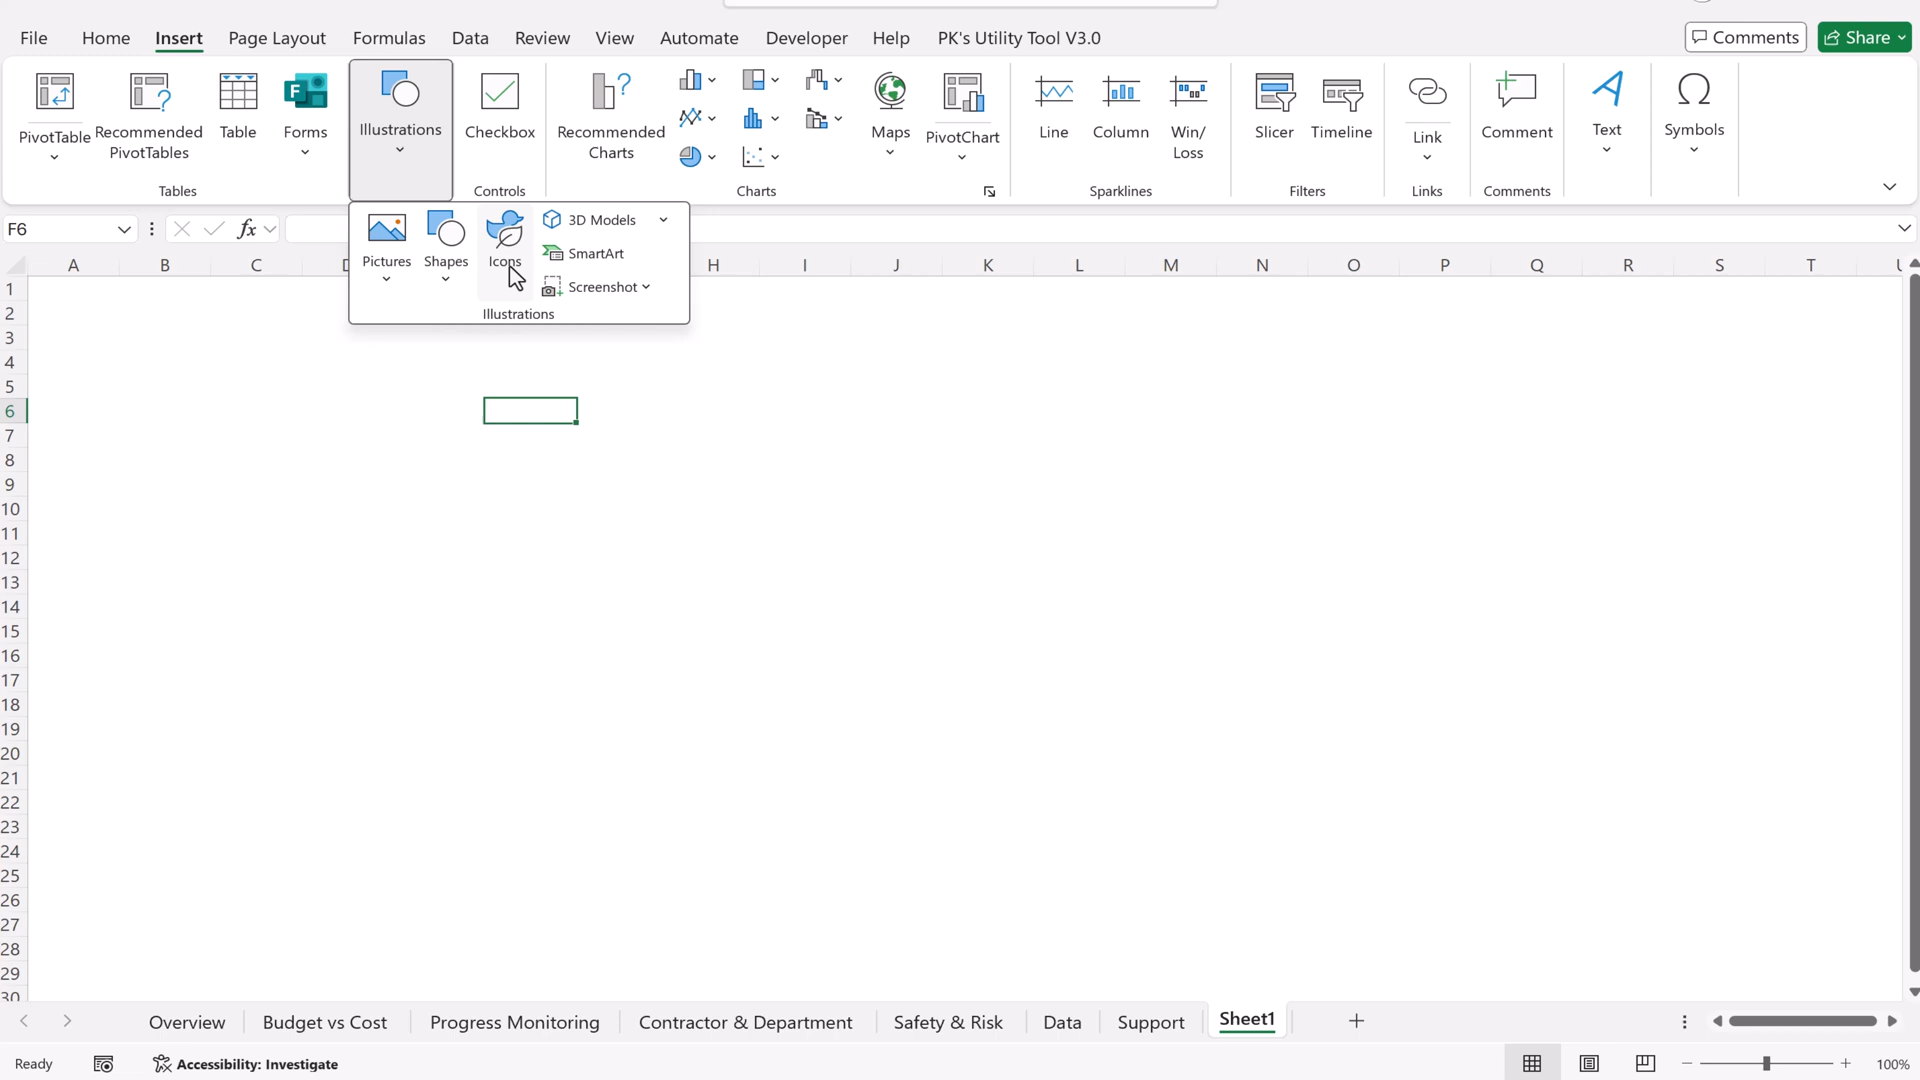 File Home Insert Page Layout Formulas Data Review View Automate Developer Help PK's Utility Tool V3.0 Comments Share
PivotTable
Recommended
PivotTables
Table
Forms
Illustrations
Checkbox
Recommended
Charts
Maps
PivotChart
Line
Column
Win/
Loss
Slicer
Timeline
Link
Comment
Text
Symbols
Tables
Controls
Charts
Sparklines
Filters
Links
Comments
F6
fx
Pictures
Shapes
Icons
3D Models
SmartArt
Screenshot
Illustrations
A B C H I J K L M N O P Q R S T
1
2
3
4
5
6
7
8
9
10
11
12
13
14
15
16
17
18
19
20
21
22
23
24
25
26
27
28
29
30
Overview Budget vs Cost Progress Monitoring Contractor & Department Safety & Risk Data Support Sheet1
Ready Accessibility: Investigate 100%